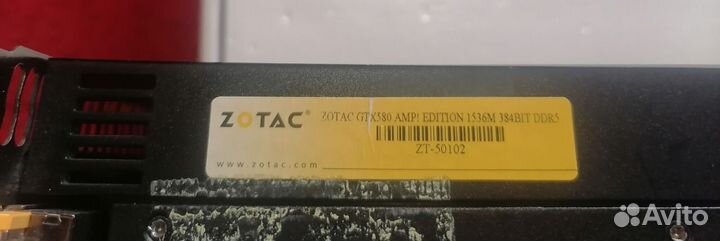 ZOTAC®
ZOTAC GTX580 AMP! EDITION 1536M 384BIT DDR5
ZT-50102
www.zotac.com
Avito